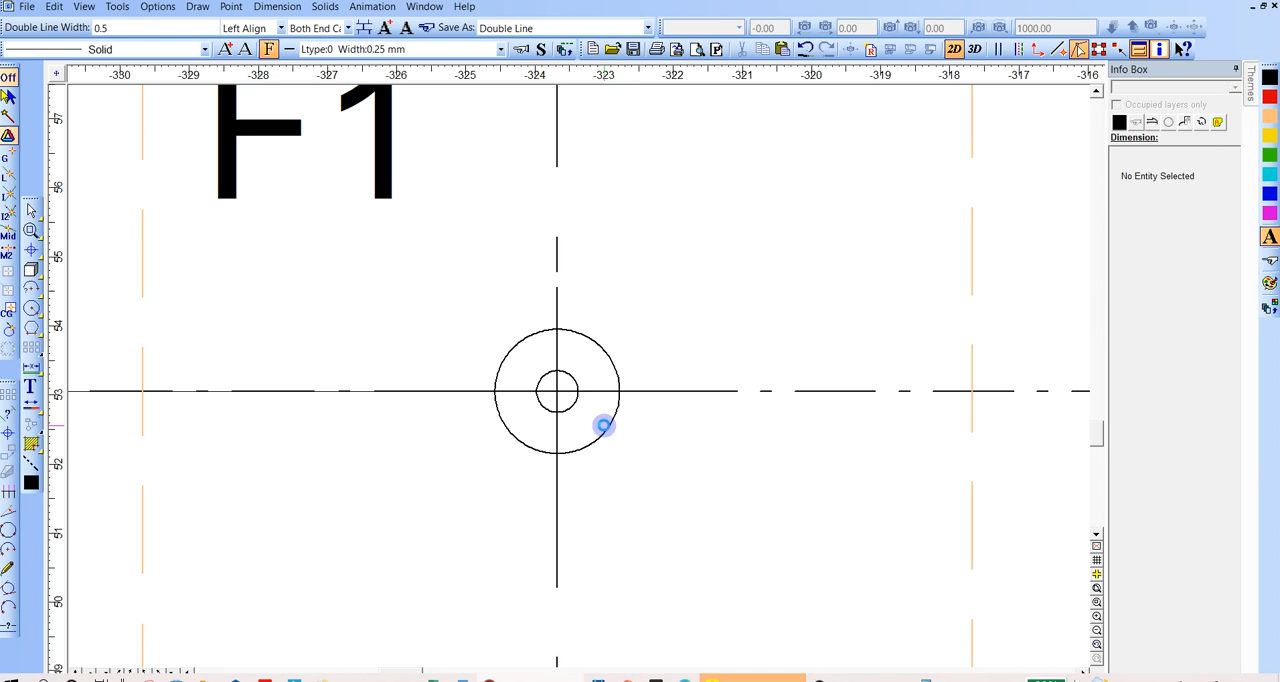 File Edit View Tools Options Draw Point Dimension Solids Animation Window Help
Double Line Width: 0.5 Left Align Both End Ca Save As: Double Line -0.00 0.00 0.00 1000.00
Solid F Ltype:0 Width:0.25 mm S P 2D 3D
-330 -329 -328 -327 -326 -325 -324 -323 -322 -321 -320 -319 -318 -317 -316
Info Box
Themes
Occupied layers only
Dimension:
No Entity Selected
Off
G
L
I
I2
Mid
M2
CG
T
A
57
56
55
54
53
52
51
50
F1